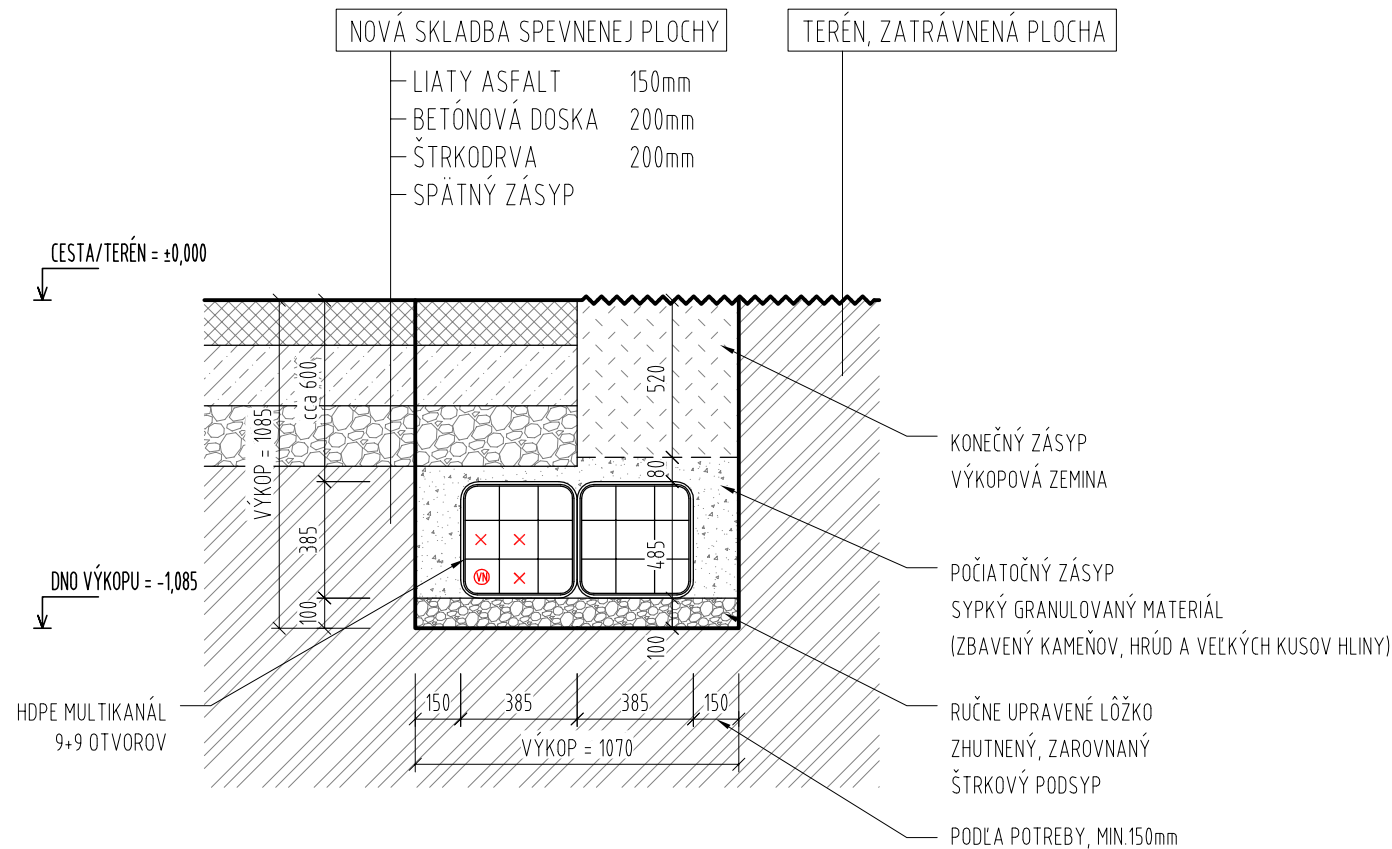 NOVÁ SKLADBA SPEVNENEJ PLOCHY
TERÉN, ZATRÁVNENÁ PLOCHA
LIATY ASFALT 150mm
BETÓNOVÁ DOSKA 200mm
ŠTRKODRVA 200mm
SPÄTNÝ ZÁSYP
CESTA/TERÉN = ±0,000
VÝKOP = 1085
cca 600
385
100
520
80
485
100
KONEČNÝ ZÁSYP
VÝKOPOVÁ ZEMINA
DNO VÝKOPU = -1,085
VN
POČIATOČNÝ ZÁSYP
SYPKÝ GRANULOVANÝ MATERIÁL
(ZBAVENÝ KAMEŇOV, HRÚD A VEĽKÝCH KUSOV HLINY)
HDPE MULTIKANÁL
9+9 OTVOROV
150 385 385 150
VÝKOP = 1070
RUČNE UPRAVENÉ LÔŽKO
ZHUTNENÝ, ZAROVNANÝ
ŠTRKOVÝ PODSYP
PODĽA POTREBY, MIN.150mm